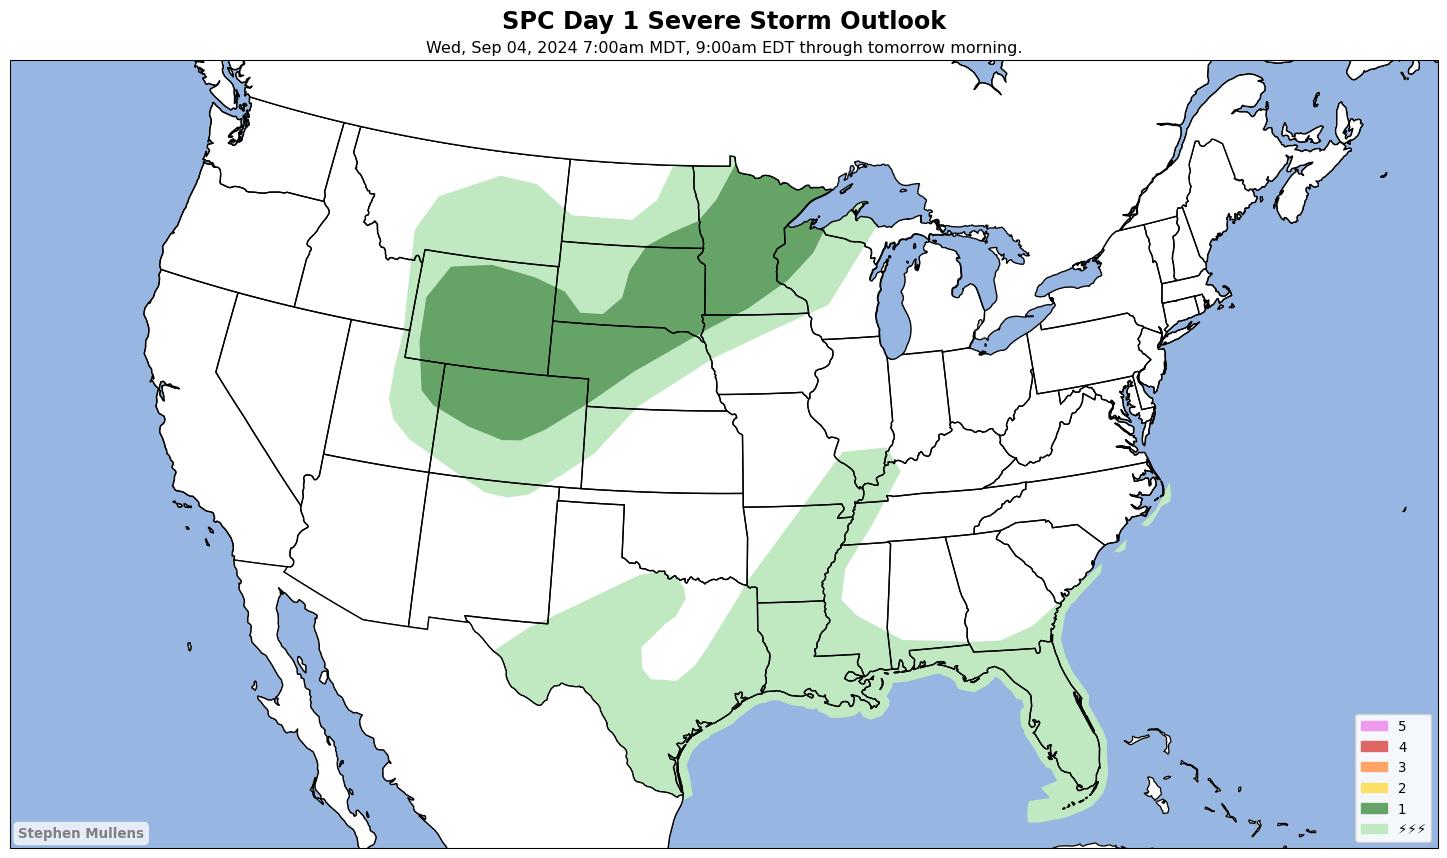 SPC Day 1 Severe Storm Outlook
Wed, Sep 04, 2024 7:00am MDT, 9:00am EDT through tomorrow morning.
5
4
3
2
1
⚡⚡⚡
Stephen Mullens